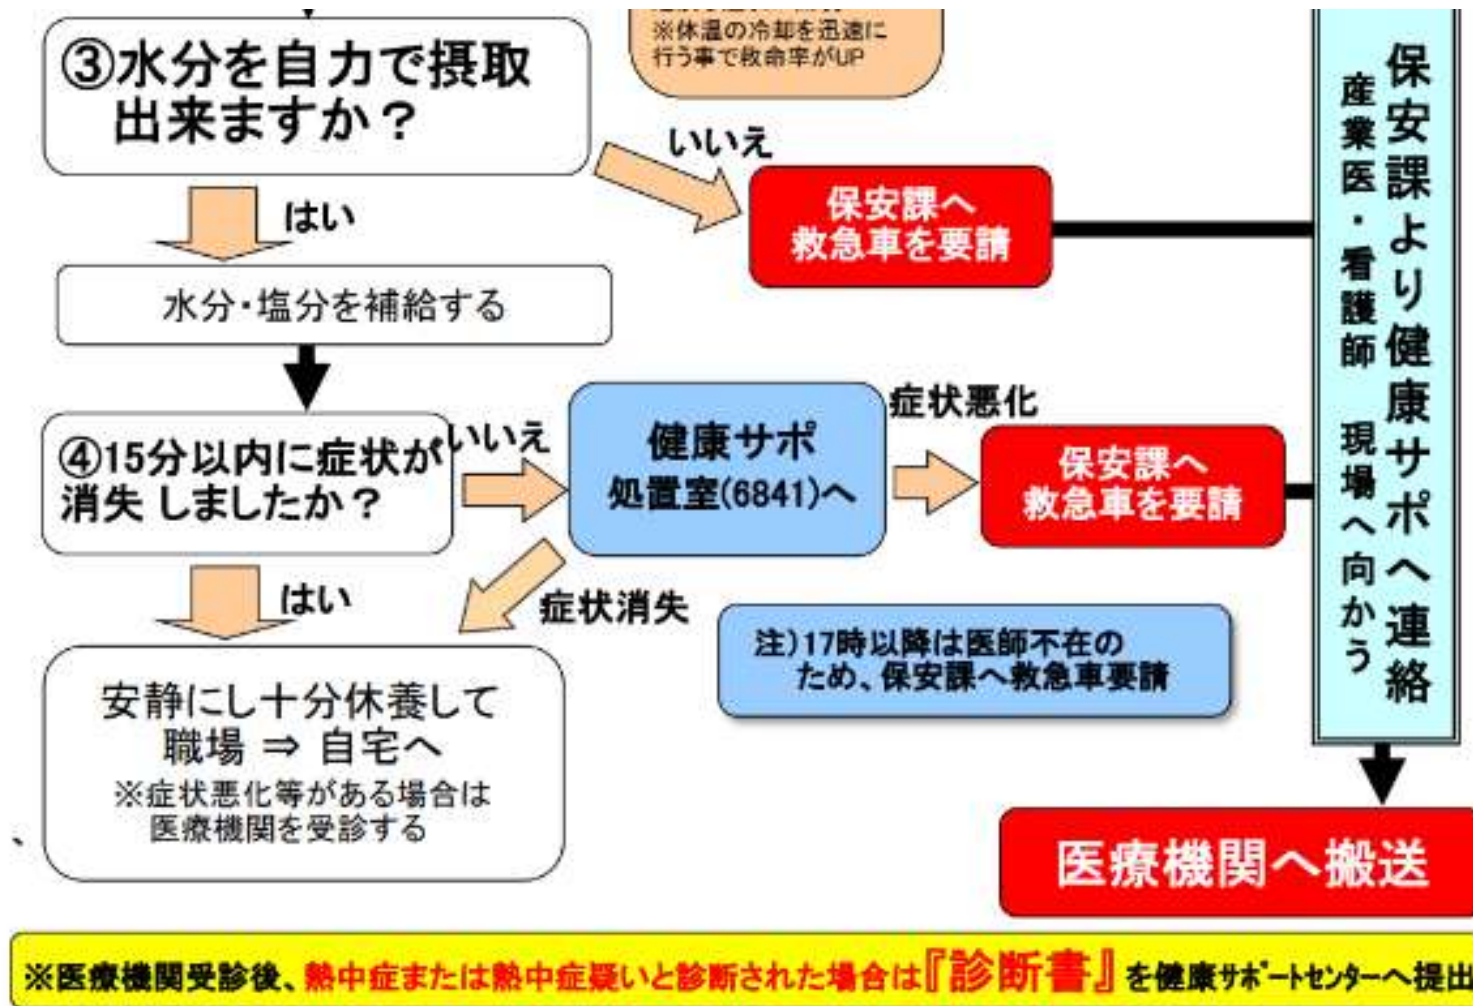 ※体温の冷却を迅速に
行う事で救命率がUP
③水分を自力で摂取
出来ますか?
いいえ
はい
保安課へ
救急車を要請
水分・塩分を補給する
④15分以内に症状が
消失 しましたか?
いいえ
健康サポ
処置室(6841)へ
症状悪化
保安課へ
救急車を要請
はい
症状消失
注)17時以降は医師不在の
ため、保安課へ救急車要請
安静にし十分休養して
職場 ⇒ 自宅へ
※症状悪化等がある場合は
医療機関を受診する
、
保安課より健康サポへ連絡
産業医・看護師 現場へ向かう
医療機関へ搬送
※医療機関受診後、熱中症または熱中症疑いと診断された場合は『診断書』を健康サポートセンターへ提出